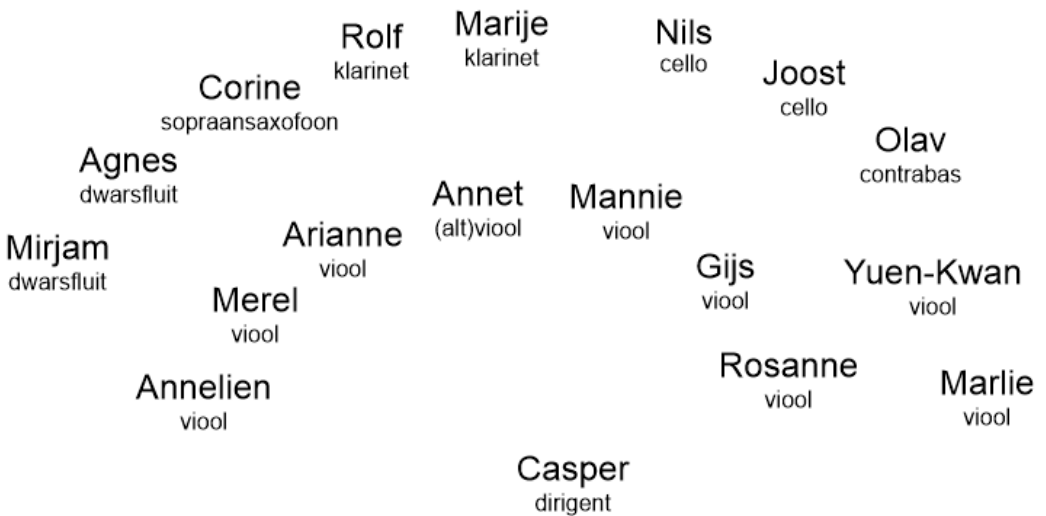 Rolf
klarinet
Marije
klarinet
Nils
cello
Joost
cello
Corine
sopraansaxofoon
Olav
contrabas
Agnes
dwarsfluit
Annet
(alt)viool
Mannie
viool
Arianne
viool
Mirjam
dwarsfluit
Gijs
viool
Yuen-Kwan
viool
Merel
viool
Rosanne
viool
Annelien
viool
Marlie
viool
Casper
dirigent